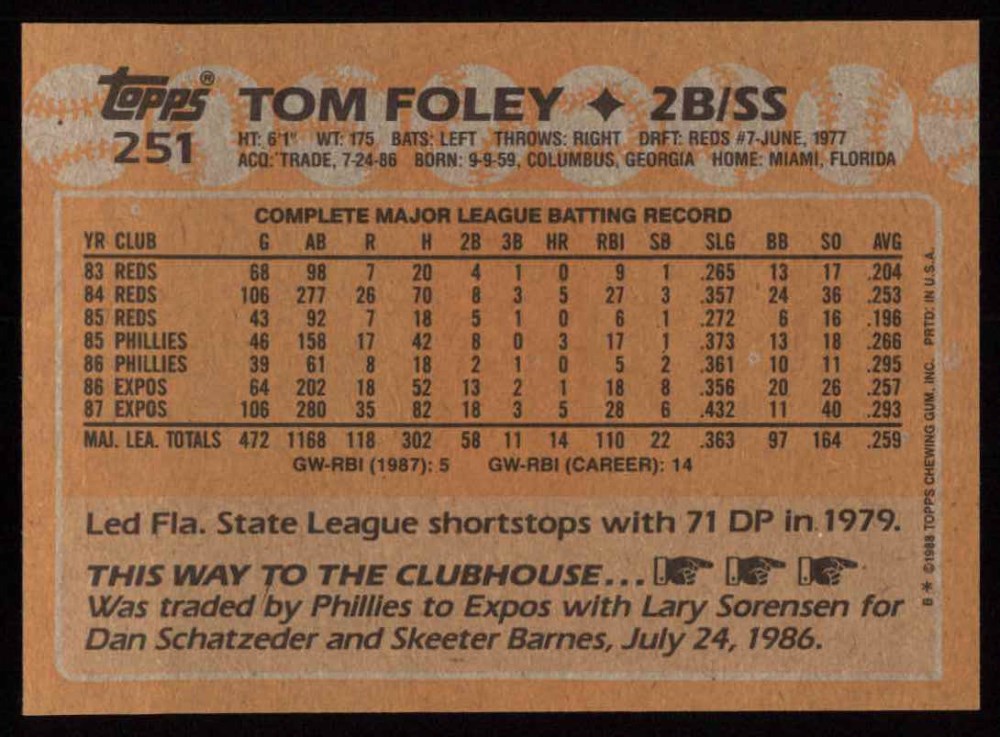 Topps®
251
TOM FOLEY ✦ 2B/SS
HT: 6'1" WT: 175 BATS: LEFT THROWS: RIGHT DRFT: REDS #7-JUNE, 1977
ACQ: TRADE, 7-24-86 BORN: 9-9-59, COLUMBUS, GEORGIA HOME: MIAMI, FLORIDA
COMPLETE MAJOR LEAGUE BATTING RECORD
YR CLUB G AB R H 2B 3B HR RBI SB SLG BB SO AVG
83 REDS 68 98 7 20 4 1 0 9 1 .265 13 17 .204
84 REDS 106 277 26 70 8 3 5 27 3 .357 24 36 .253
85 REDS 43 92 7 18 5 1 0 6 1 .272 6 16 .196
85 PHILLIES 46 158 17 42 8 0 3 17 1 .373 13 18 .266
86 PHILLIES 39 61 8 18 2 1 0 5 2 .361 10 11 .295
86 EXPOS 64 202 18 52 13 2 1 18 8 .356 20 26 .257
87 EXPOS 106 280 35 82 18 3 5 28 6 .432 11 40 .293
MAJ. LEA. TOTALS 472 1168 118 302 58 11 14 110 22 .363 97 164 .259
GW-RBI (1987): 5 GW-RBI (CAREER): 14
Led Fla. State League shortstops with 71 DP in 1979.
THIS WAY TO THE CLUBHOUSE...
Was traded by Phillies to Expos with Lary Sorensen for
Dan Schatzeder and Skeeter Barnes, July 24, 1986.
B * ©1988 TOPPS CHEWING GUM, INC. PRTD. IN U.S.A.